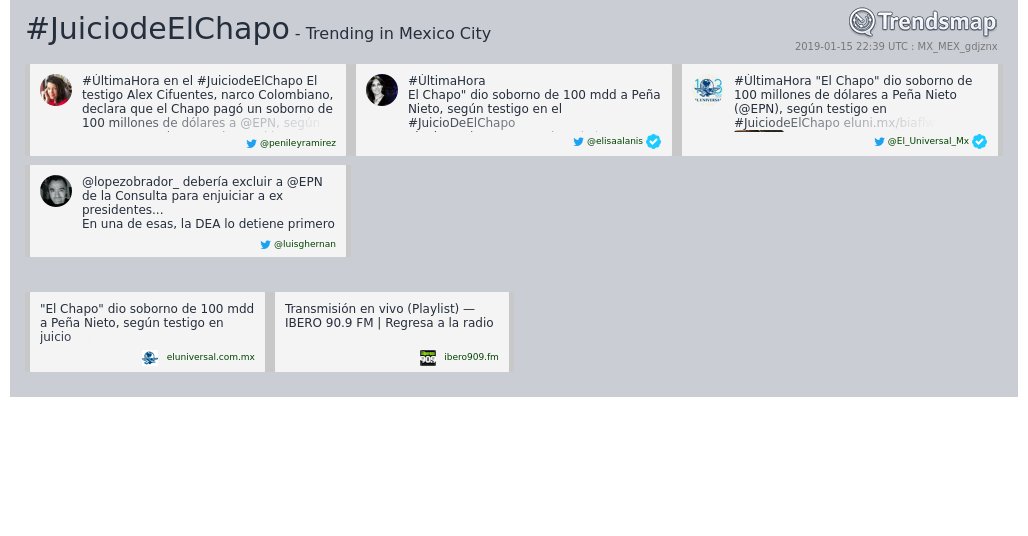 #JuiciodeElChapo - Trending in Mexico City
Trendsmap
2019-01-15 22:39 UTC : MX_MEX_gdjznx
#ÚltimaHora en el #JuiciodeElChapo El
testigo Alex Cifuentes, narco Colombiano,
declara que el Chapo pagó un soborno de
100 millones de dólares a @EPN, según
@penileyramirez
#ÚltimaHora
El Chapo" dio soborno de 100 mdd a Peña
Nieto, según testigo en el
#JuicioDeElChapo
@elisaalanis
#ÚltimaHora "El Chapo" dio soborno de
100 millones de dólares a Peña Nieto
(@EPN), según testigo en
#JuiciodeElChapo
@El_Universal_Mx
@lopezobrador_ debería excluir a @EPN
de la Consulta para enjuiciar a ex
presidentes...
En una de esas, la DEA lo detiene primero
@luisghernan
"El Chapo" dio soborno de 100 mdd
a Peña Nieto, según testigo en
juicio
eluniversal.com.mx
Transmisión en vivo (Playlist) —
IBERO 90.9 FM | Regresa a la radio
ibero909.fm